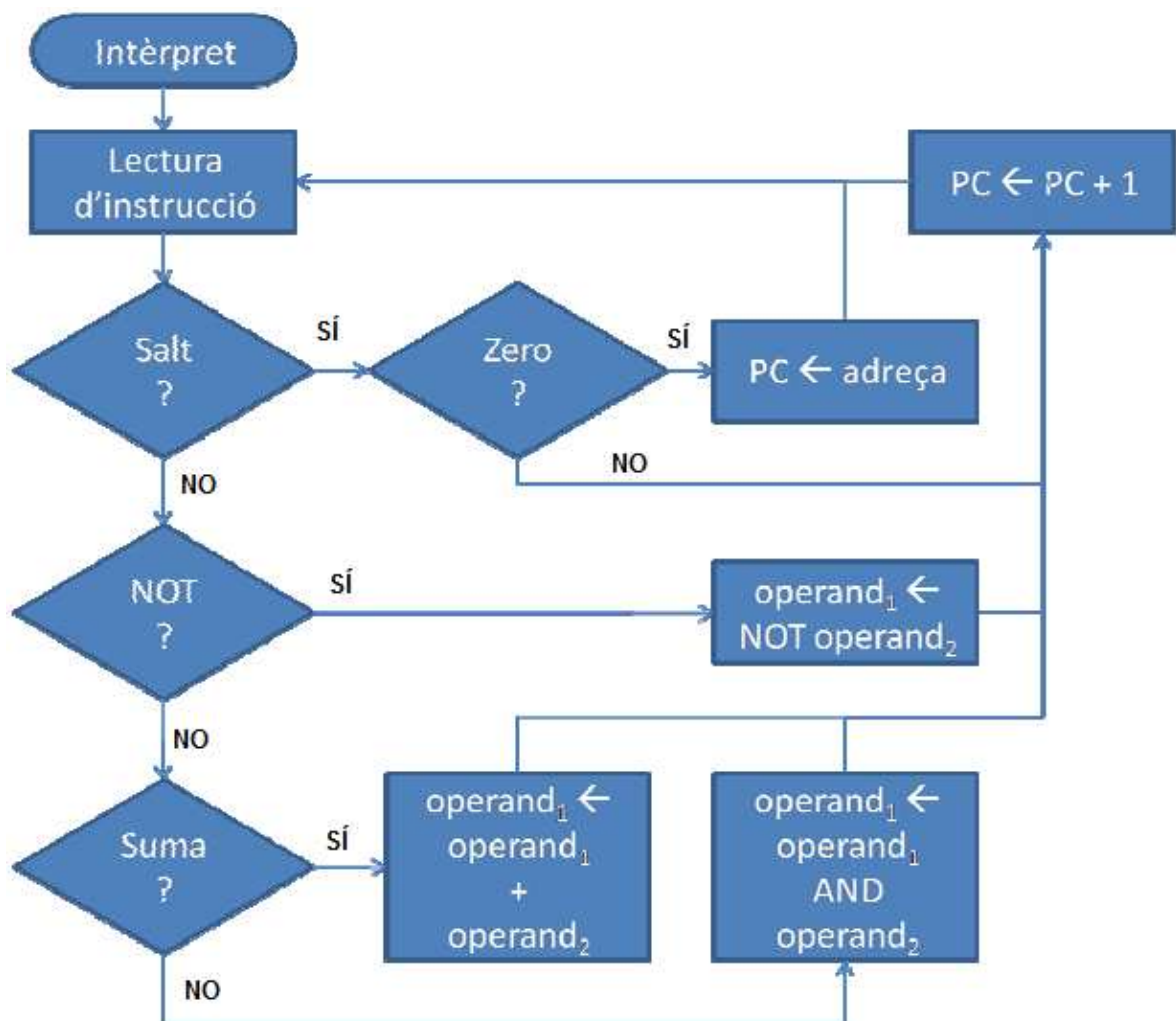 Intèrpret
Lectura
d'instrucció
PC ← PC + 1
Salt
?
SÍ
Zero
?
SÍ
PC ← adreça
NO
NO
NOT
?
SÍ
operand₁ ←
NOT operand₂
NO
Suma
?
SÍ
operand₁ ←
operand₁
+
operand₂
operand₁ ←
operand₁
AND
operand₂
NO